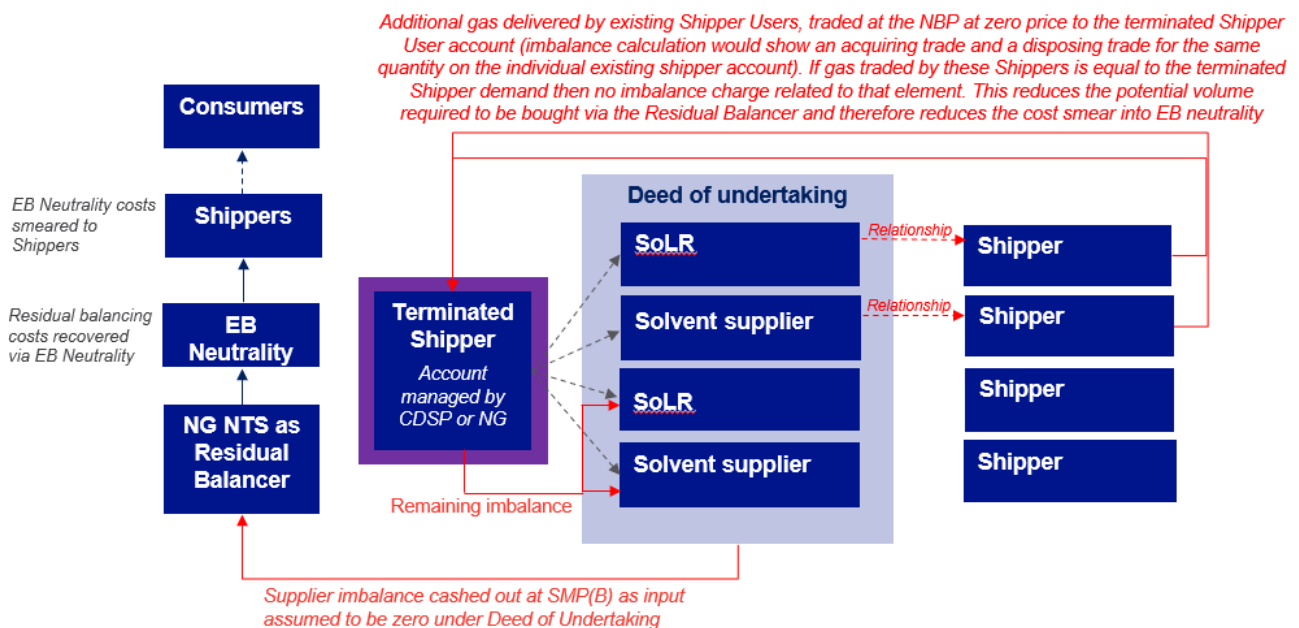 Additional gas delivered by existing Shipper Users, traded at the NBP at zero price to the terminated Shipper
User account (imbalance calculation would show an acquiring trade and a disposing trade for the same
quantity on the individual existing shipper account). If gas traded by these Shippers is equal to the terminated
Shipper demand then no imbalance charge related to that element. This reduces the potential volume
required to be bought via the Residual Balancer and therefore reduces the cost smear into EB neutrality
Consumers
EB Neutrality costs
smeared to
Shippers
Shippers
Residual balancing
costs recovered
via EB Neutrality
EB
Neutrality
NG NTS as
Residual
Balancer
Terminated
Shipper
Account
managed by
CDSP or NG
Remaining imbalance
Deed of undertaking
SoLR
Relationship
Shipper
Solvent supplier
Relationship
Shipper
SoLR
Shipper
Solvent supplier
Shipper
Supplier imbalance cashed out at SMP(B) as input
assumed to be zero under Deed of Undertaking